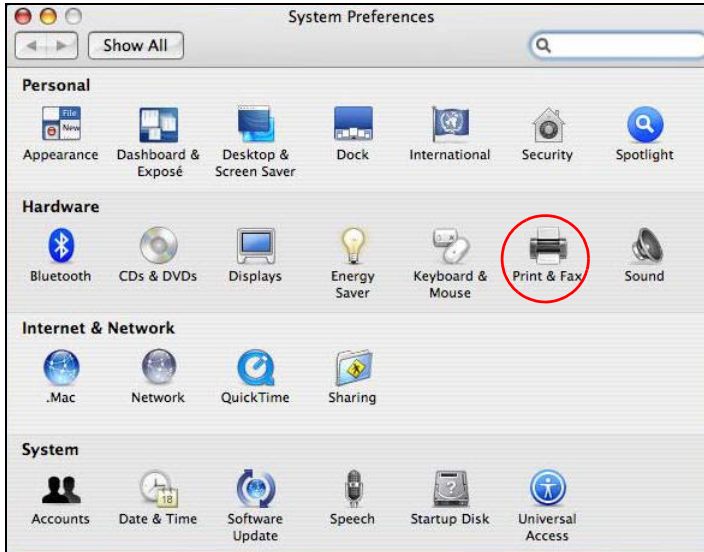 System Preferences
Show All
Personal
File
New
Appearance
Dashboard &
Exposé
Desktop &
Screen Saver
Dock
International
Security
Spotlight
Hardware
Bluetooth
CDs & DVDs
Displays
Energy
Saver
Keyboard &
Mouse
Print & Fax
Sound
Internet & Network
.Mac
Network
QuickTime
Sharing
System
18
?
Accounts
Date & Time
Software
Update
Speech
Startup Disk
Universal
Access